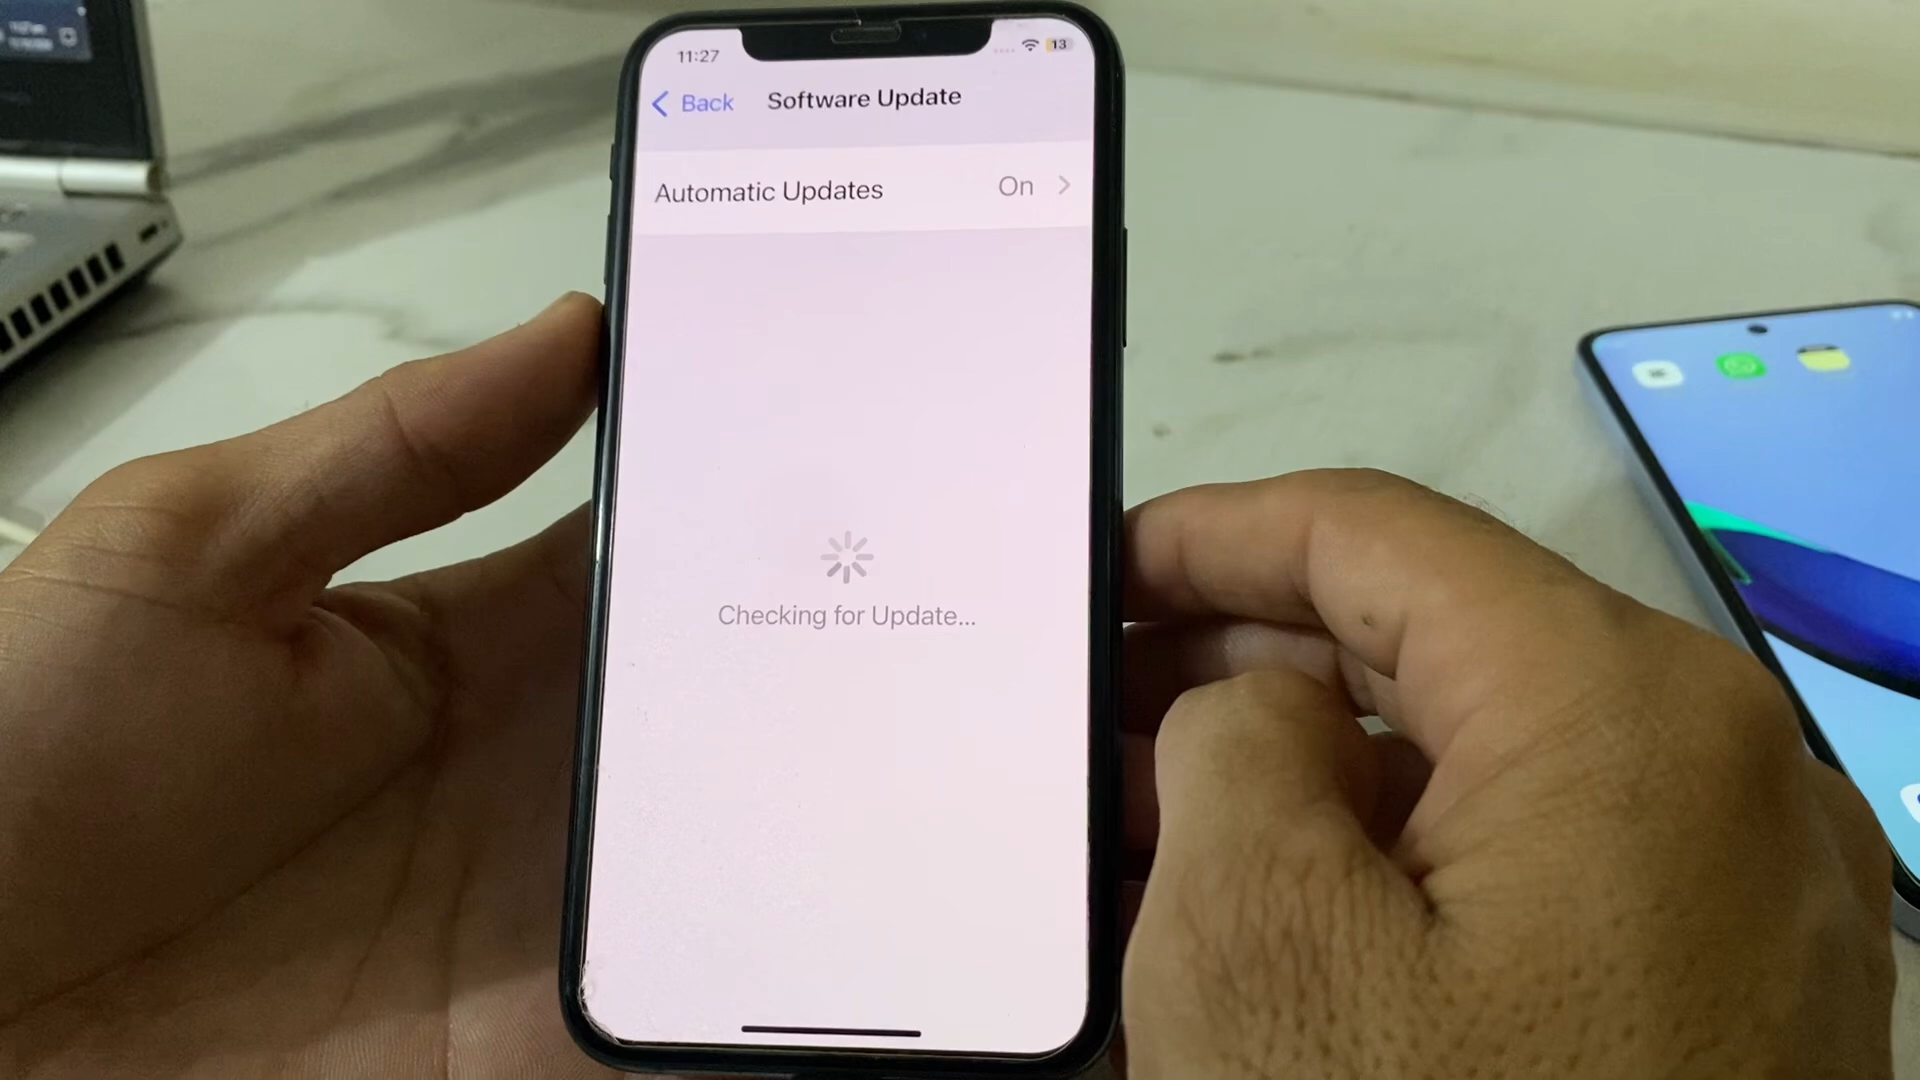 11:27
13
Back
Software Update
Automatic Updates
On
Checking for Update...